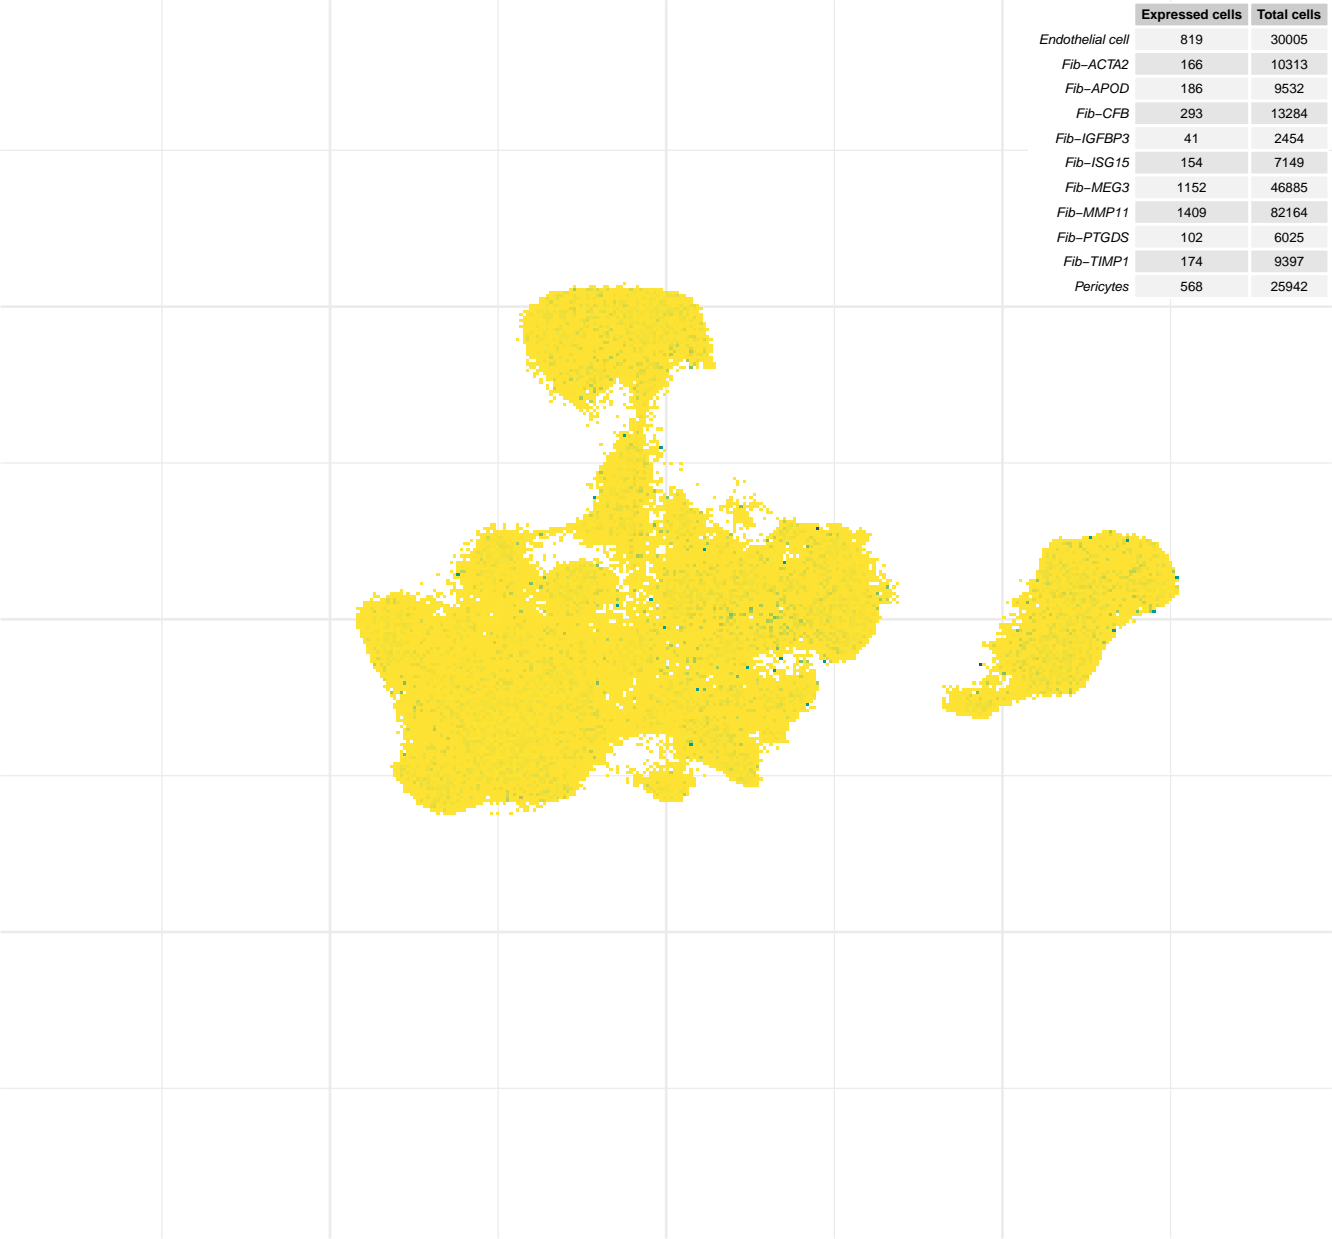 Expressed cells Total cells
Endothelial cell 819 30005
Fib−ACTA2 166 10313
Fib−APOD 186 9532
Fib−CFB 293 13284
Fib−IGFBP3 41 2454
Fib−ISG15 154 7149
Fib−MEG3 1152 46885
Fib−MMP11 1409 82164
Fib−PTGDS 102 6025
Fib−TIMP1 174 9397
Pericytes 568 25942